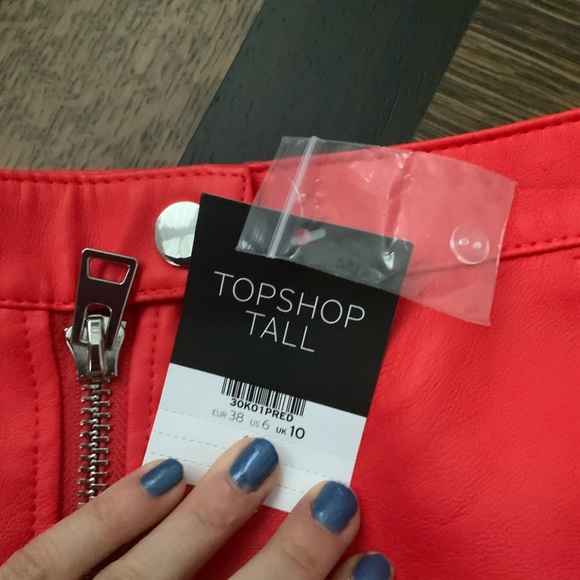 TOPSHOP
TALL
30K01PRED
EUR 38 US 6 UK 10